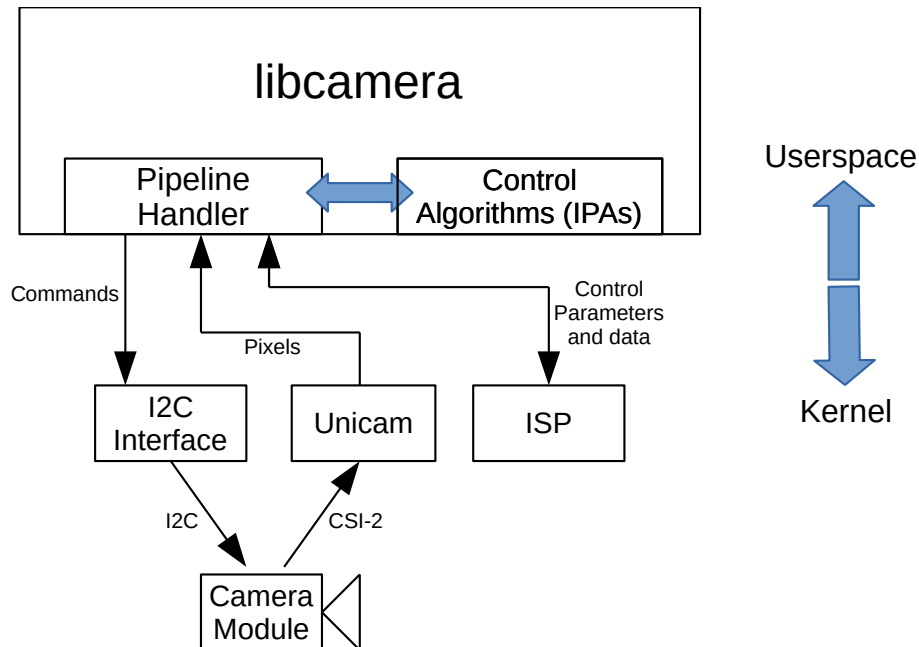 libcamera
Pipeline
Handler
Control
Algorithms (IPAs)
Userspace
Commands
Pixels
Control
Parameters
and data
I2C
Interface
Unicam
ISP
Kernel
I2C
CSI-2
Camera
Module